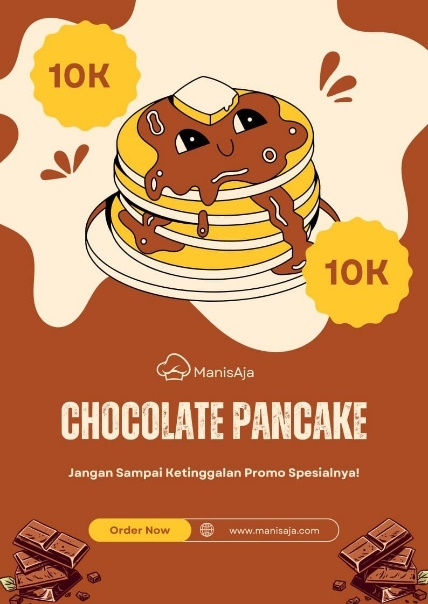 10K
10K
ManisAja
CHOCOLATE PANCAKE
Jangan Sampai Ketinggalan Promo Spesialnya!
Order Now
www.manisaja.com